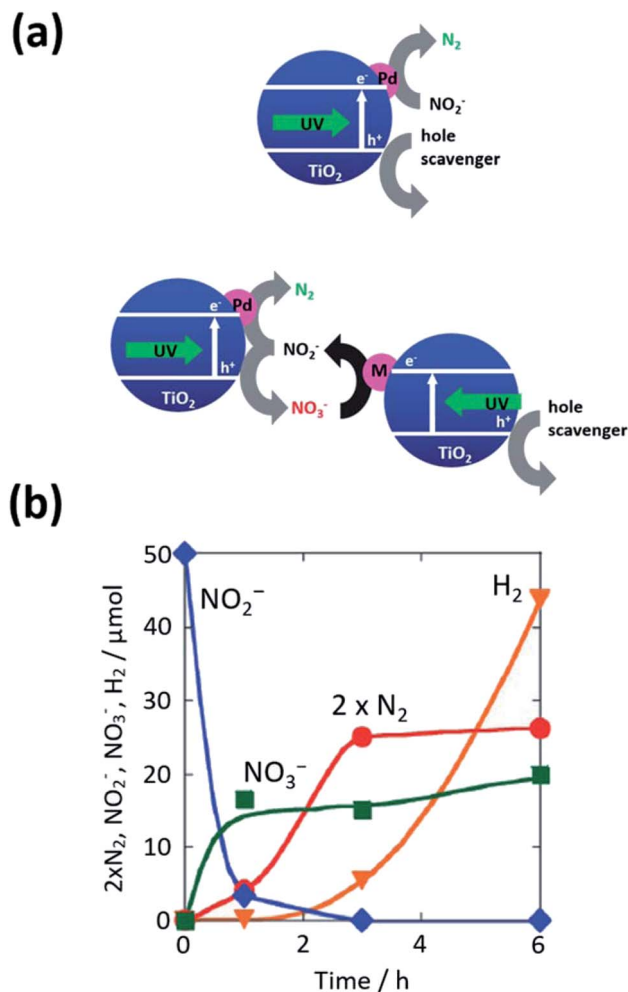 (a)
N₂
Pd
e⁻
NO₂⁻
UV
h⁺
hole
scavenger
TiO₂
Pd
N₂
e⁻
UV
h⁺
NO₂⁻
M
e⁻
TiO₂
NO₃⁻
UV
h⁺
hole
scavenger
TiO₂
(b)
2xN₂, NO₂⁻, NO₃⁻, H₂ / μmol
50
NO₂⁻
H₂
40
30
2 x N₂
20
NO₃⁻
10
0
0 2 4 6
Time / h